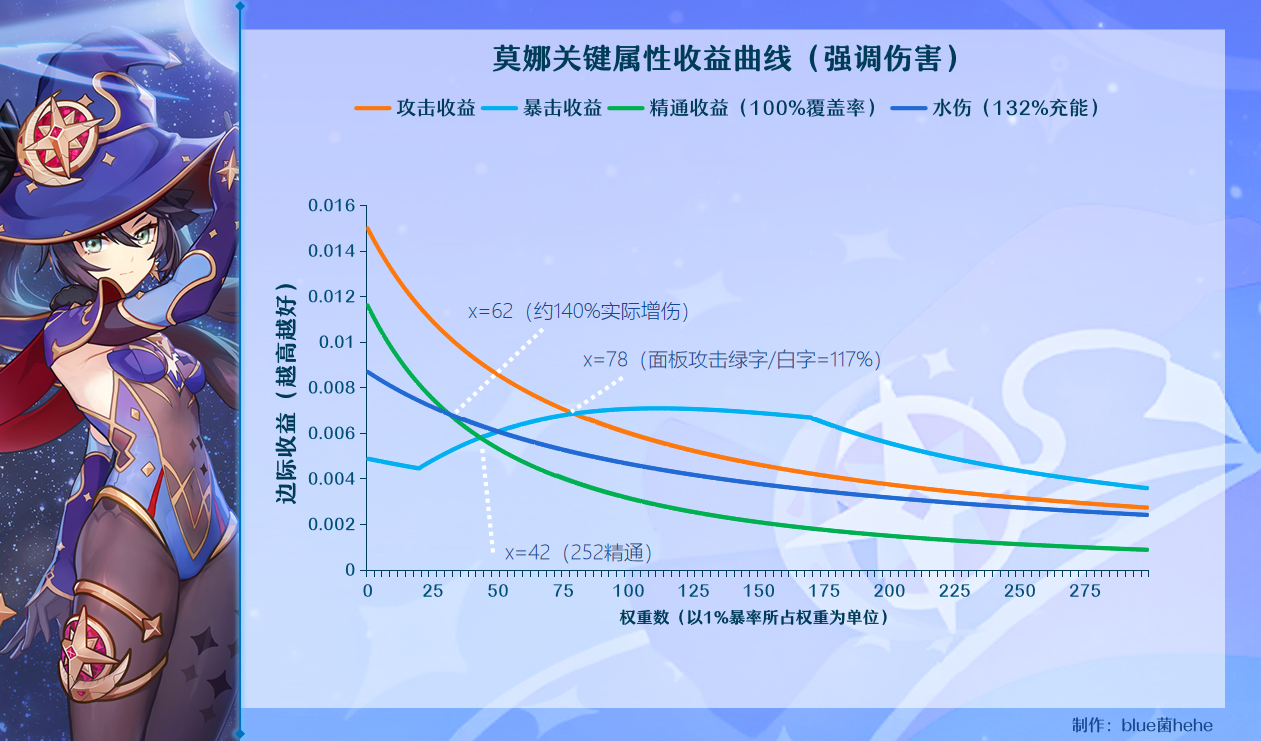 莫娜关键属性收益曲线（强调伤害）
攻击收益 暴击收益 精通收益（100%覆盖率） 水伤（132%充能）
0.016
0.014
0.012
0.01
0.008
0.006
0.004
0.002
0
边际收益（越高越好）
x=62（约140%实际增伤）
x=78（面板攻击绿字/白字=117%）
x=42（252精通）
0 25 50 75 100 125 150 175 200 225 250 275
权重数（以1%暴率所占权重为单位）
制作：blue菌hehe